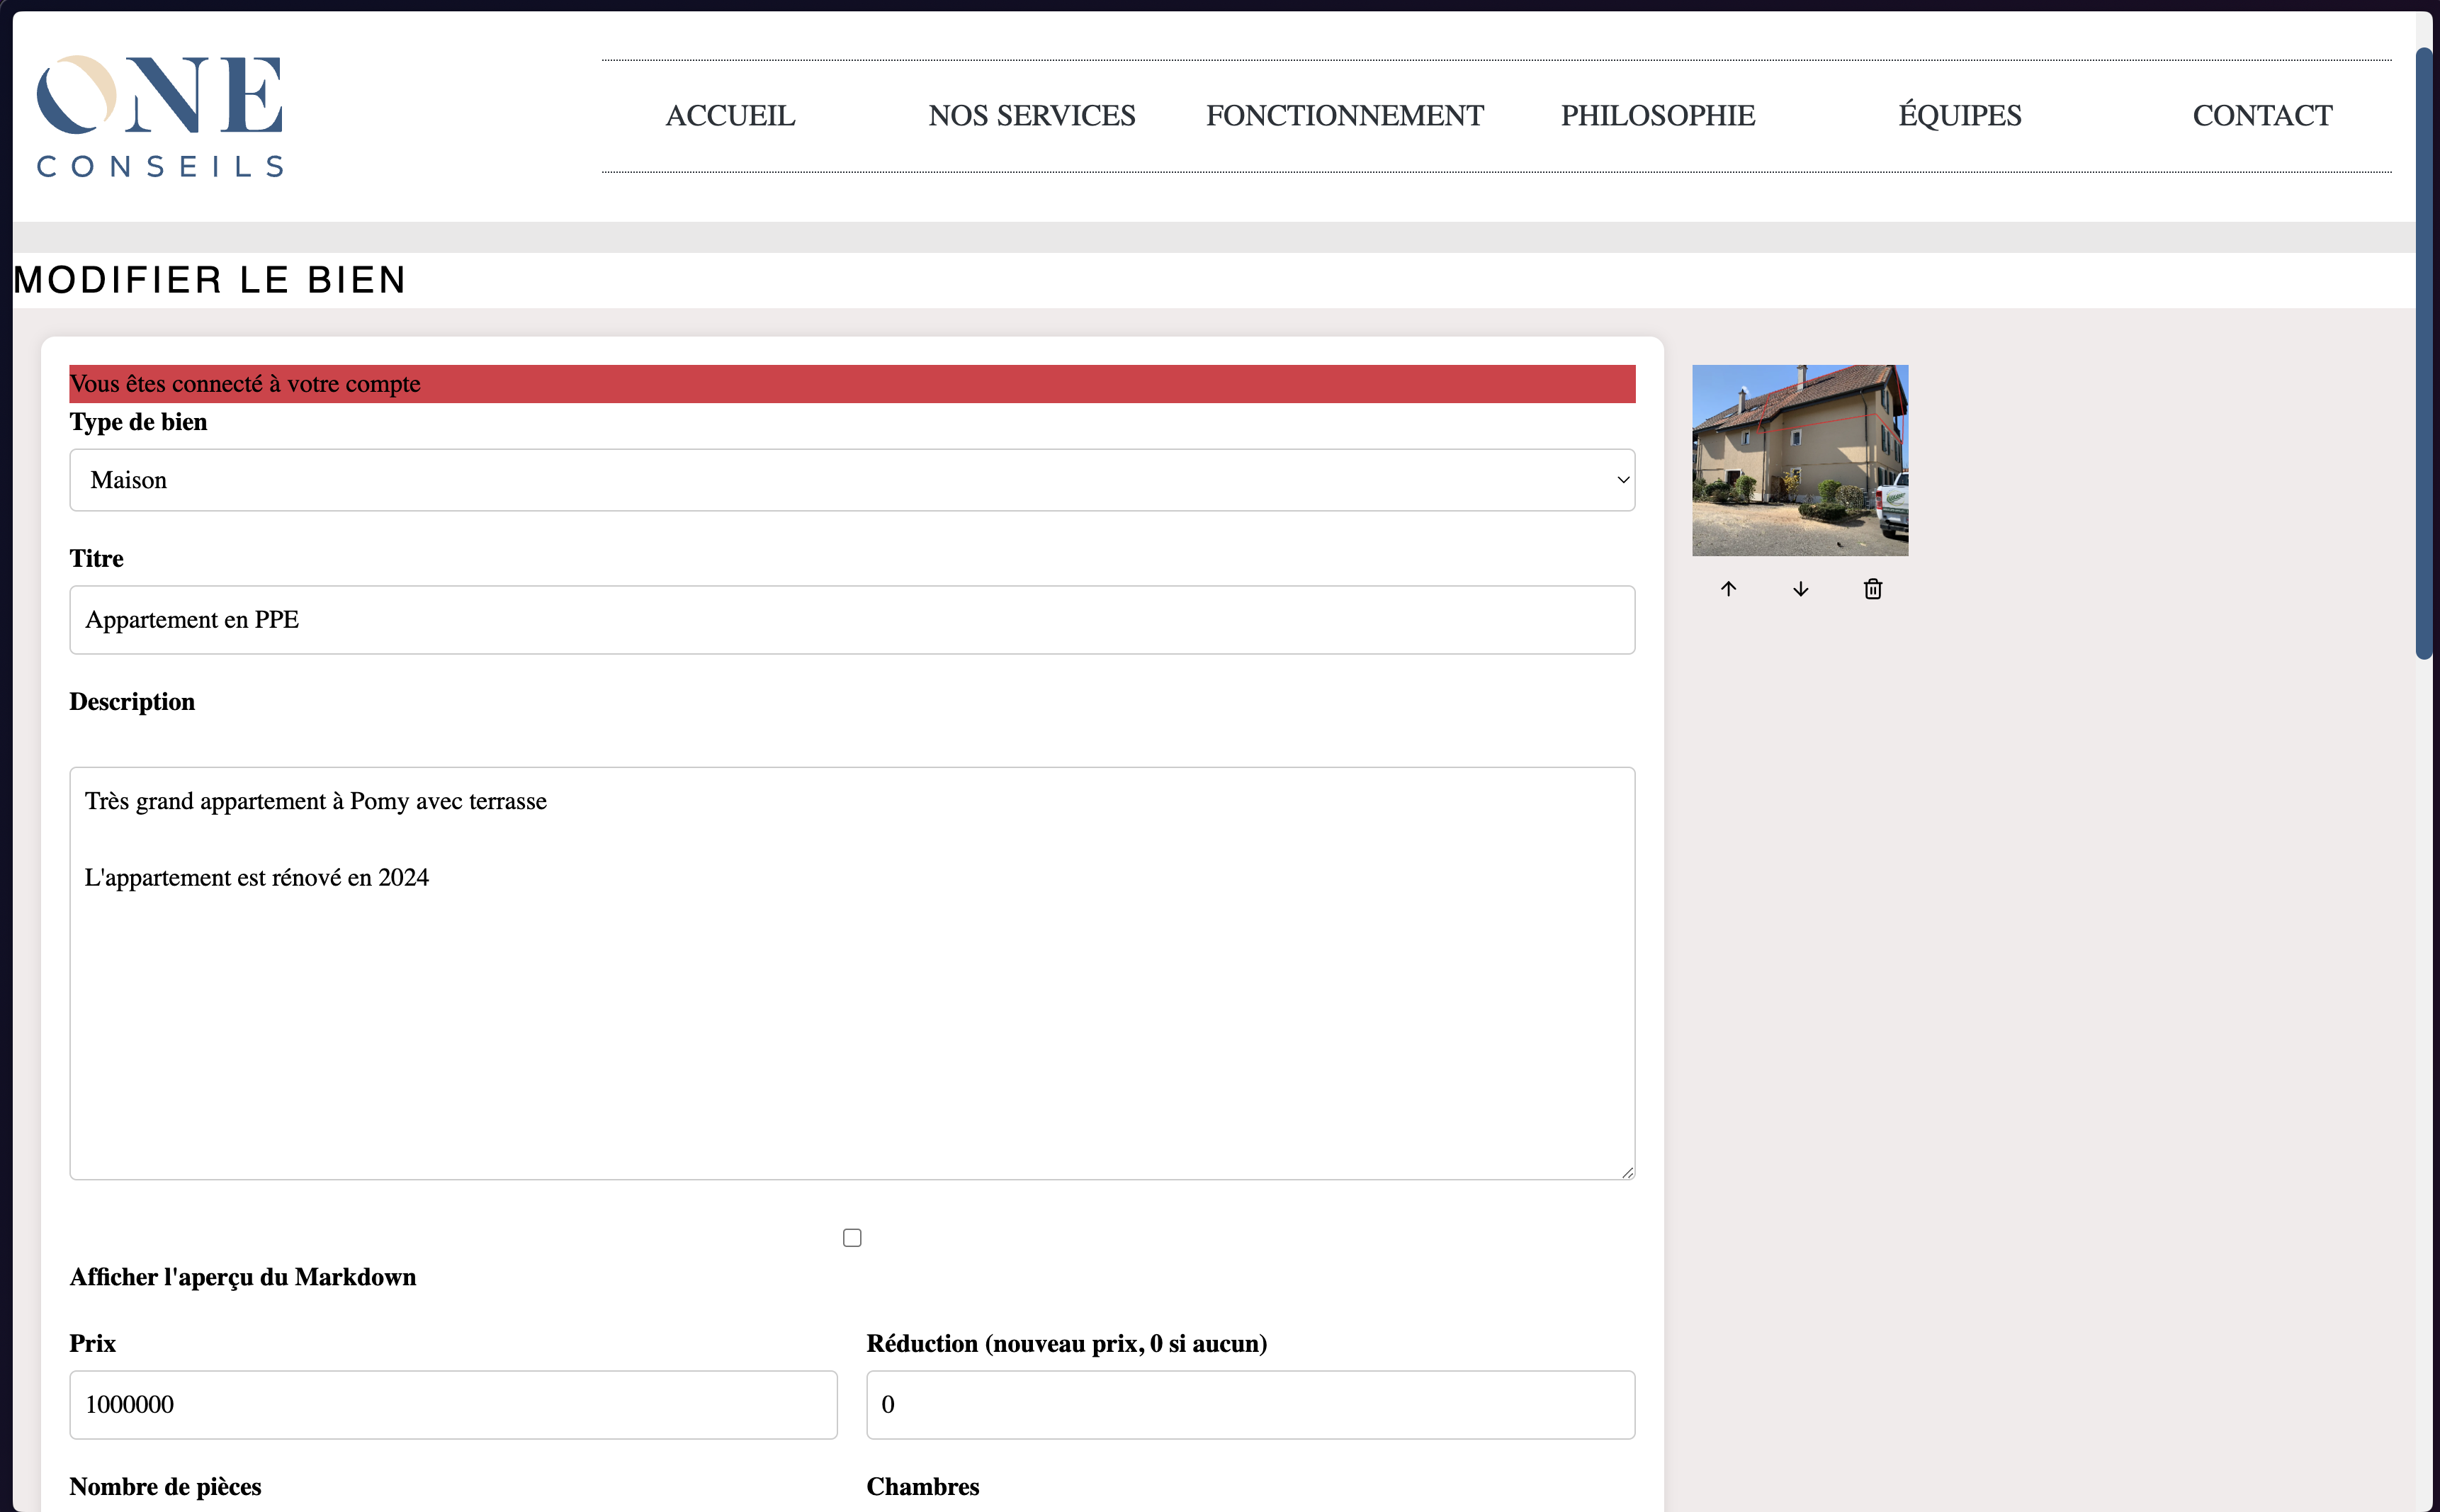 ONE
CONSEILS
ACCUEIL NOS SERVICES FONCTIONNEMENT PHILOSOPHIE ÉQUIPES CONTACT
MODIFIER LE BIEN
Vous êtes connecté à votre compte
Type de bien
Maison
Titre
Appartement en PPE
Description
Très grand appartement à Pomy avec terrasse
L'appartement est rénové en 2024
Afficher l'aperçu du Markdown
Prix Réduction (nouveau prix, 0 si aucun)
1000000 0
Nombre de pièces Chambres